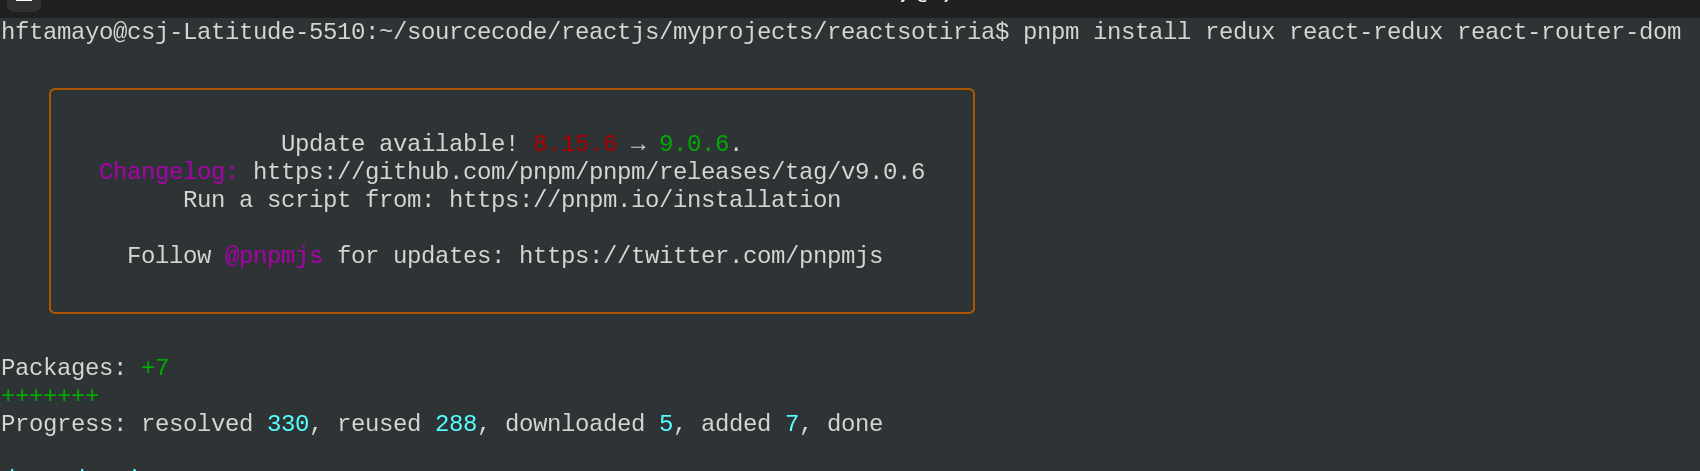 hftamayo@csj-Latitude-5510:~/sourcecode/reactjs/myprojects/reactsotiria$ pnpm install redux react-redux react-router-dom
Update available! 8.15.6 → 9.0.6.
Changelog: https://github.com/pnpm/pnpm/releases/tag/v9.0.6
Run a script from: https://pnpm.io/installation
Follow @pnpmjs for updates: https://twitter.com/pnpmjs
Packages: +7
+++++++
Progress: resolved 330, reused 288, downloaded 5, added 7, done